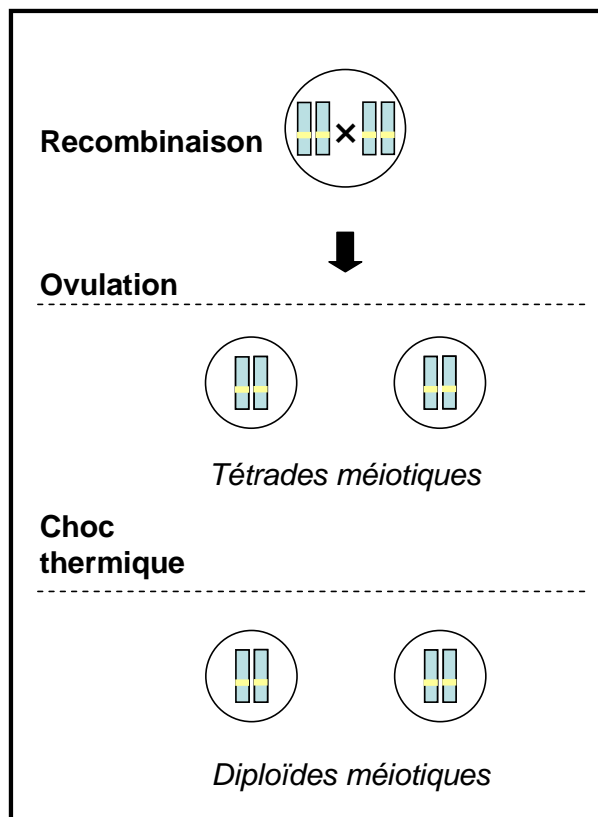 Recombinaison
Ovulation
Tétrades méiotiques
Choc
thermique
Diploïdes méiotiques